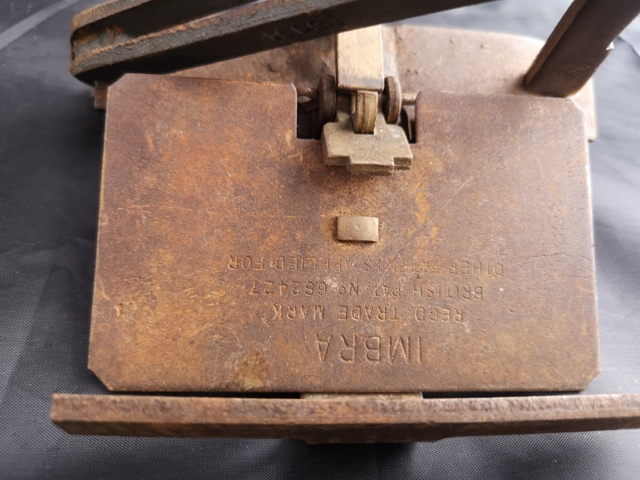 IMBRA
REGD. TRADE MARK
BRITISH PAT. No. 682427
OTHER PATENTS APPLIED FOR